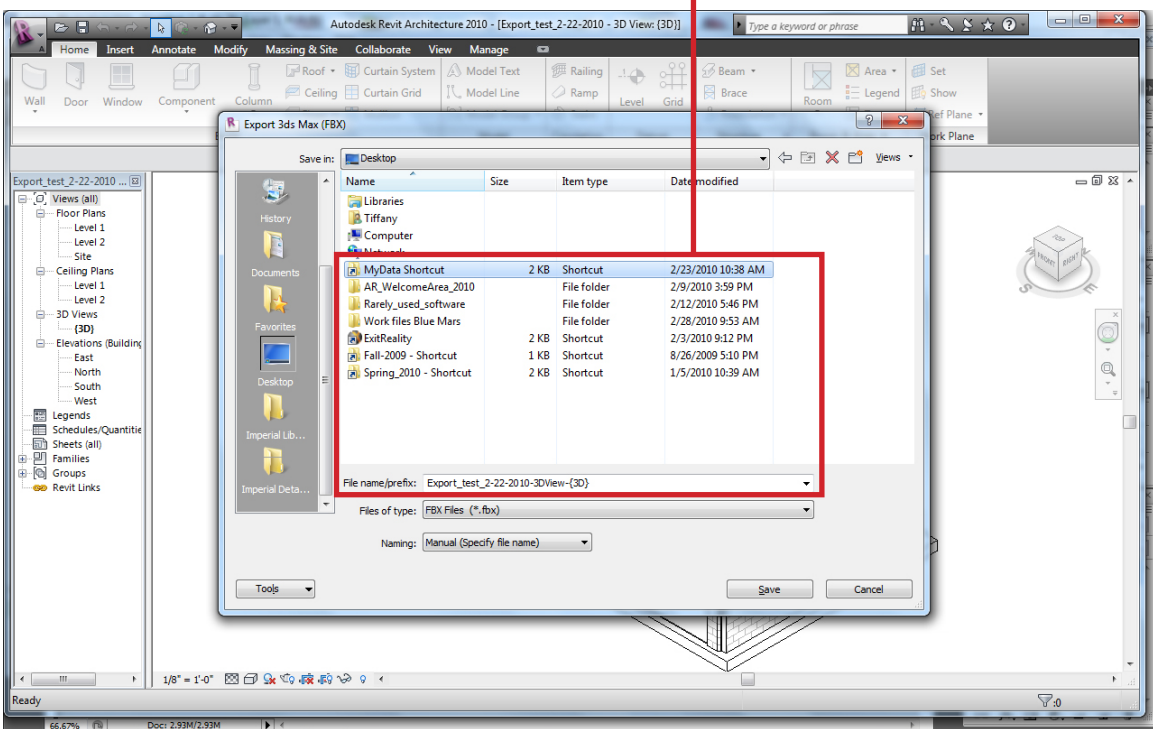 Autodesk Revit Architecture 2010 - [Export_test_2-22-2010 - 3D View: {3D}]
Type a keyword or phrase
Home Insert Annotate Modify Massing & Site Collaborate View Manage
Roof Curtain System Model Text Railing Beam Area Set
Ceiling Curtain Grid Model Line Ramp Brace Legend Show
Wall Door Window Component Column Level Grid Room
Ref Plane
Work Plane
Export 3ds Max (FBX)
Save in: Desktop
Views
Export_test_2-22-2010 ...
Views (all)
Floor Plans
Level 1
Level 2
Site
Ceiling Plans
Level 1
Level 2
3D Views
{3D}
Elevations (Building
East
North
South
West
Legends
Schedules/Quantitie
Sheets (all)
Families
Groups
Revit Links
History
Documents
Favorites
Desktop
Imperial Lib...
Imperial Deta...
Name Size Item type Date modified
Libraries
Tiffany
Computer
Network
MyData Shortcut 2 KB Shortcut 2/23/2010 10:38 AM
AR_WelcomeArea_2010 File folder 2/9/2010 3:59 PM
Rarely_used_software File folder 2/12/2010 5:46 PM
Work files Blue Mars File folder 2/28/2010 9:53 AM
ExitReality 2 KB Shortcut 2/3/2010 9:12 PM
Fall-2009 - Shortcut 1 KB Shortcut 8/26/2009 5:10 PM
Spring_2010 - Shortcut 2 KB Shortcut 1/5/2010 10:39 AM
File name/prefix: Export_test_2-22-2010-3DView-{3D}
Files of type: FBX Files (*.fbx)
Naming: Manual (Specify file name)
Tools Save Cancel
FRONT RIGHT
S E
1/8" = 1'-0"
Ready
:0
66.67% Doc: 2.93M/2.93M